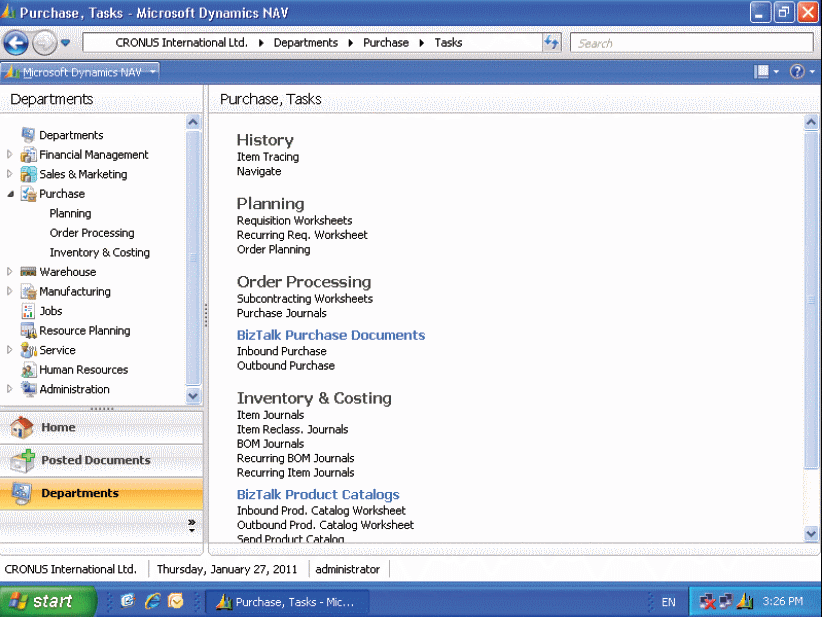 Purchase, Tasks - Microsoft Dynamics NAV
CRONUS International Ltd. Departments Purchase Tasks
Search
Microsoft Dynamics NAV
Departments
Departments
Financial Management
Sales & Marketing
Purchase
Planning
Order Processing
Inventory & Costing
Warehouse
Manufacturing
Jobs
Resource Planning
Service
Human Resources
Administration
Home
Posted Documents
Departments
Purchase, Tasks
History
Item Tracing
Navigate
Planning
Requisition Worksheets
Recurring Req. Worksheet
Order Planning
Order Processing
Subcontracting Worksheets
Purchase Journals
BizTalk Purchase Documents
Inbound Purchase
Outbound Purchase
Inventory & Costing
Item Journals
Item Reclass. Journals
BOM Journals
Recurring BOM Journals
Recurring Item Journals
BizTalk Product Catalogs
Inbound Prod. Catalog Worksheet
Outbound Prod. Catalog Worksheet
Send Product Catalog
CRONUS International Ltd. Thursday, January 27, 2011 administrator
start Purchase, Tasks - Mic... EN 3:26 PM